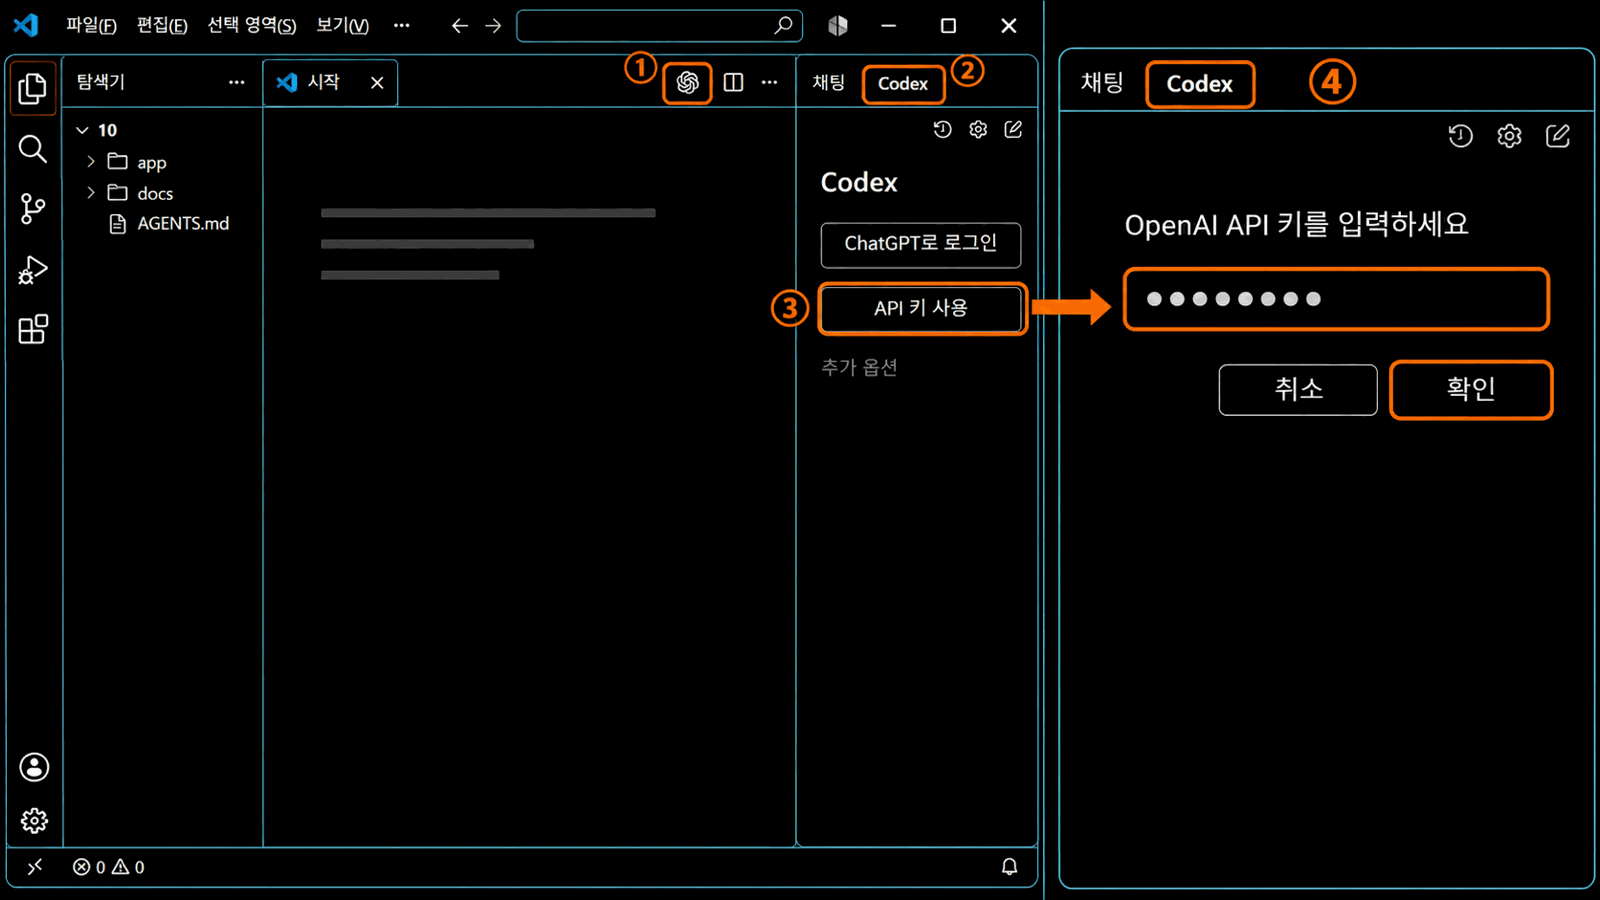 파일(F) 편집(E) 선택 영역(S) 보기(V) ···
탐색기 ···
시작
①
②
채팅 Codex
10
app
docs
AGENTS.md
Codex
ChatGPT로 로그인
③
API 키 사용
추가 옵션
0 0
채팅 Codex
④
OpenAI API 키를 입력하세요
취소 확인